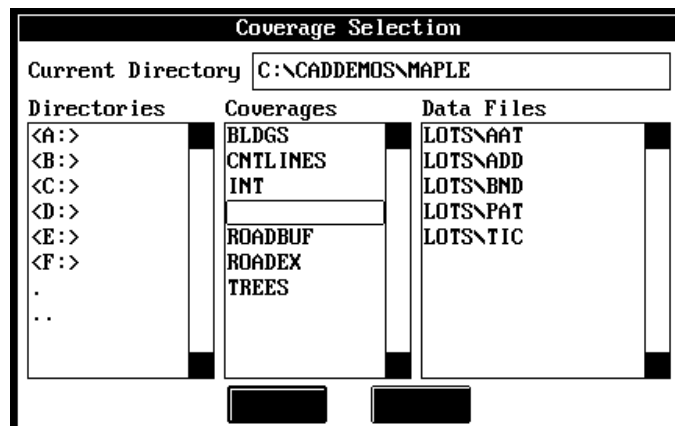 Coverage Selection
Current Directory C:\CADDEMOS\MAPLE
Directories Coverages Data Files
<A:> BLDGS LOTS\AAT
<B:> CNTLINES LOTS\ADD
<C:> INT LOTS\BND
<D:> LOTS\PAT
<E:> ROADBUF LOTS\TIC
<F:> ROADEX
. TREES
..